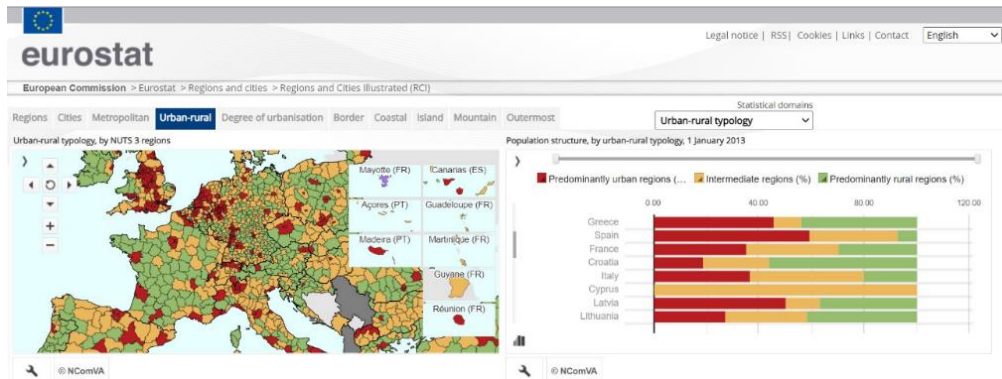 Legal notice | RSS| Cookies | Links | Contact English
eurostat
European Commission > Eurostat > Regions and cities > Regions and Cities Illustrated (RCI)
Statistical domains
Regions Cities Metropolitan Urban-rural Degree of urbanisation Border Coastal Island Mountain Outermost Urban-rural typology
Urban-rural typology, by NUTS 3 regions
Mayotte (FR) Canarias (ES)
Açores (PT) Guadeloupe (FR)
Madeira (PT) Martinique (FR)
Guyane (FR)
Réunion (FR)
© NComVA
Population structure, by urban-rural typology, 1 January 2013
Predominantly urban regions (... Intermediate regions (%) Predominantly rural regions (%)
0.00 40.00 80.00 120.00
Greece
Spain
France
Croatia
Italy
Cyprus
Latvia
Lithuania
© NComVA